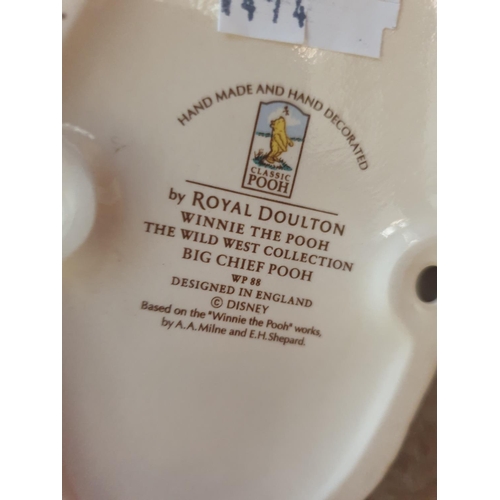 HAND MADE AND HAND DECORATED
CLASSIC
POOH
by ROYAL DOULTON
WINNIE THE POOH
THE WILD WEST COLLECTION
BIG CHIEF POOH
WP 88
DESIGNED IN ENGLAND
© DISNEY
Based on the "Winnie the Pooh" works,
by A.A.Milne and E.H.Shepard.